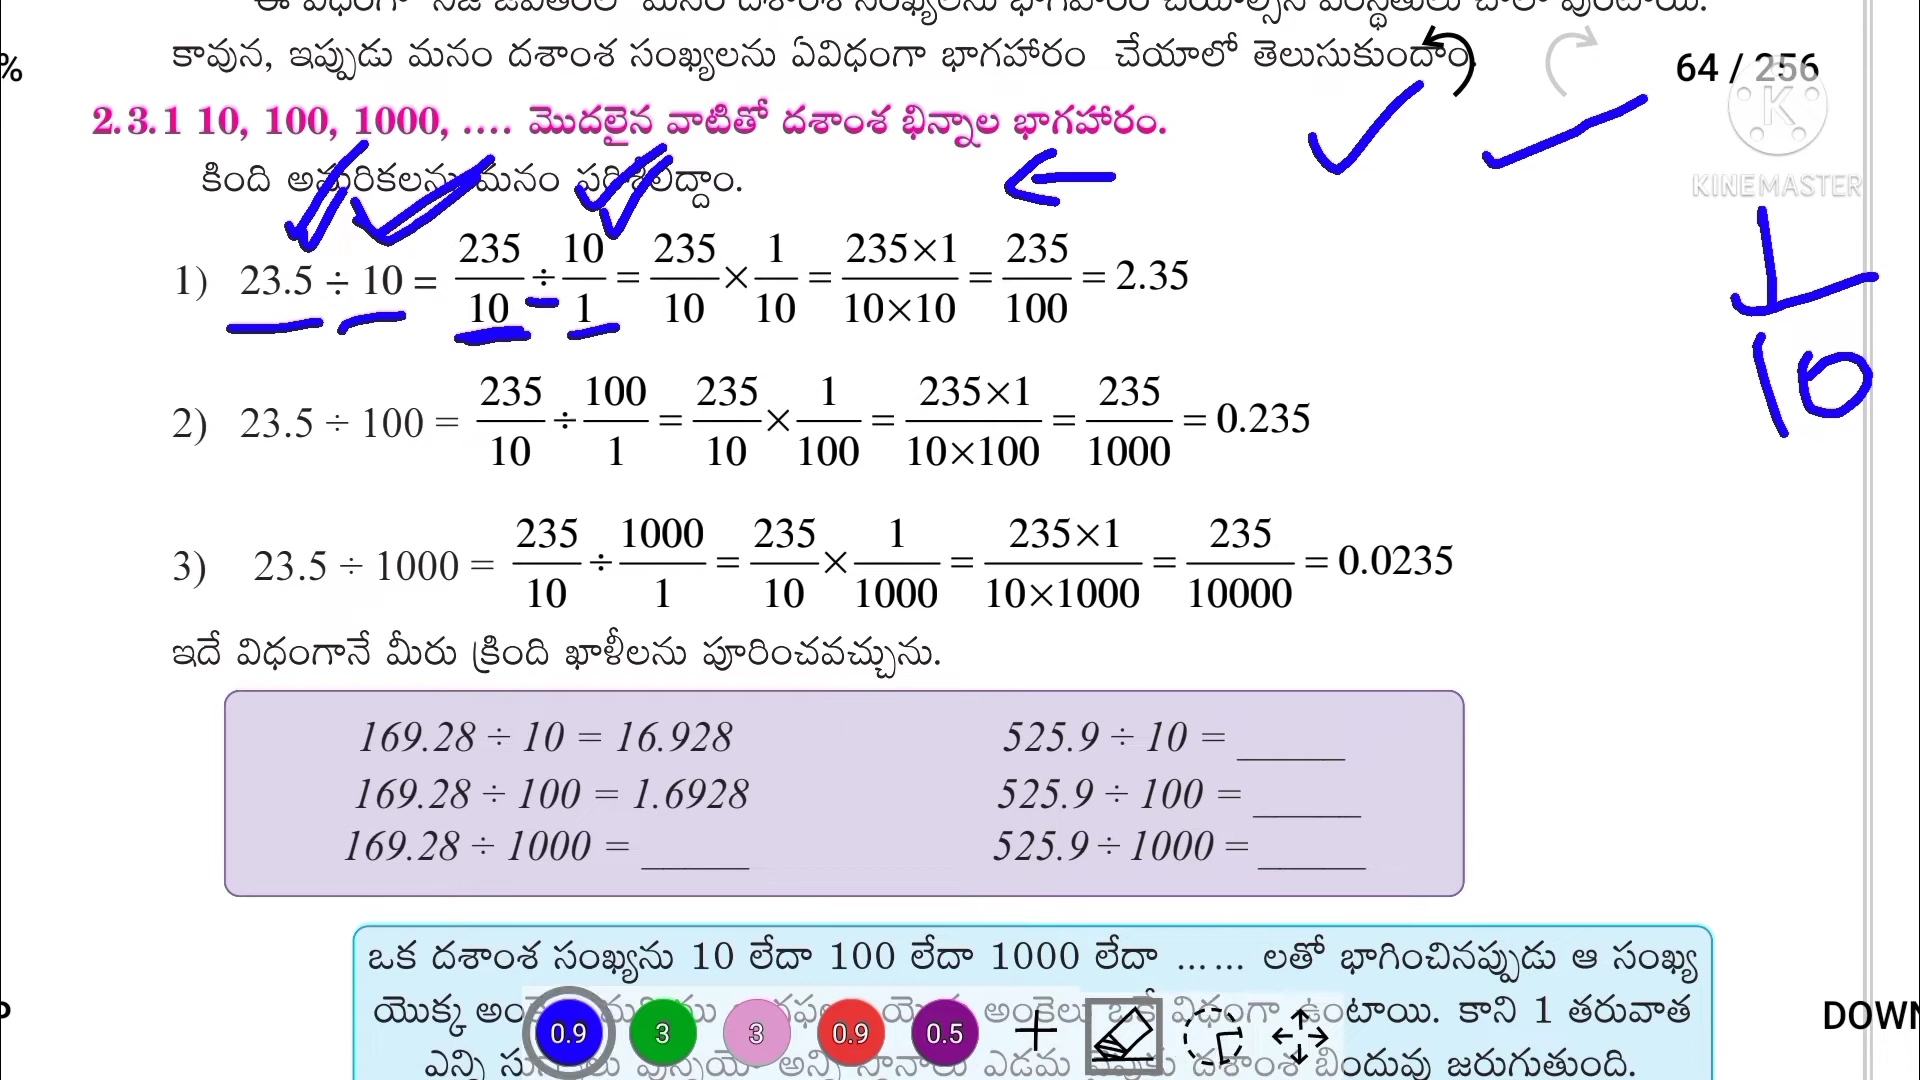 కావున, ఇప్పుడు మనం దశాంశ సంఖ్యలను ఏవిధంగా భాగహారం చేయాలో తెలుసుకుందాం.
64 / 256
%
2.3.1 10, 100, 1000, .... మొదలైన వాటితో దశాంశ భిన్నాల భాగహారం.
KINEMASTER
కింది అమరికలను మనం పరిశీలిద్దాం.
1) 23.5 ÷ 10 = 235/10 ÷ 10/1 = 235/10 × 1/10 = 235×1/10×10 = 235/100 = 2.35
1/10
2) 23.5 ÷ 100 = 235/10 ÷ 100/1 = 235/10 × 1/100 = 235×1/10×100 = 235/1000 = 0.235
3) 23.5 ÷ 1000 = 235/10 ÷ 1000/1 = 235/10 × 1/1000 = 235×1/10×1000 = 235/10000 = 0.0235
ఇదే విధంగానే మీరు క్రింది ఖాళీలను పూరించవచ్చును.
169.28 ÷ 10 = 16.928 525.9 ÷ 10 = _____
169.28 ÷ 100 = 1.6928 525.9 ÷ 100 = _____
169.28 ÷ 1000 = _____ 525.9 ÷ 1000 = _____
ఒక దశాంశ సంఖ్యను 10 లేదా 100 లేదా 1000 లేదా ...... లతో భాగించినప్పుడు ఆ సంఖ్య
యొక్క అంకెలు ఒకే విధంగా ఉంటాయి. కాని 1 తరువాత
DOWN
బిందువు జరుగుతుంది.
0.9 3 3 0.9 0.5